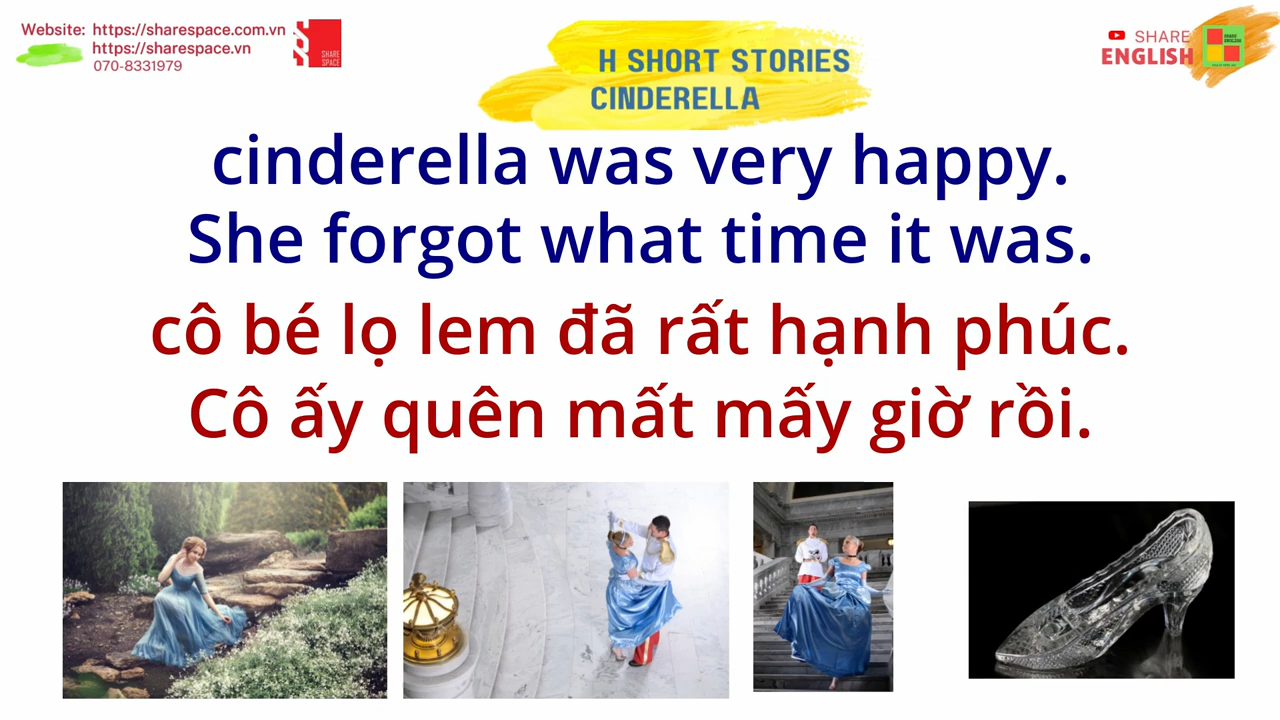 Website: https://sharespace.com.vn
https://sharespace.vn
070-8331979
SHARE
SPACE
H SHORT STORIES
CINDERELLA
SHARE
ENGLISH
cinderella was very happy.
She forgot what time it was.
cô bé lọ lem đã rất hạnh phúc.
Cô ấy quên mất mấy giờ rồi.